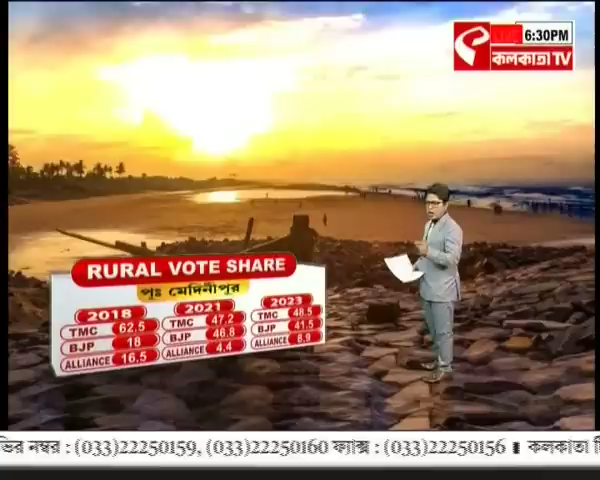 LIVE 6:30PM
কলকাতা TV
RURAL VOTE SHARE
পূঃ মেদিনীপুর
2018 2021 2023
TMC 62.5 TMC 47.2 TMC 48.5
BJP 18 BJP 46.8 BJP 41.5
ALLIANCE 16.5 ALLIANCE 4.4 ALLIANCE 8.9
নম্বর : (033)22250159, (033)22250160 ফ্যাক্স : (033)22250156 ∎ কলকাতা